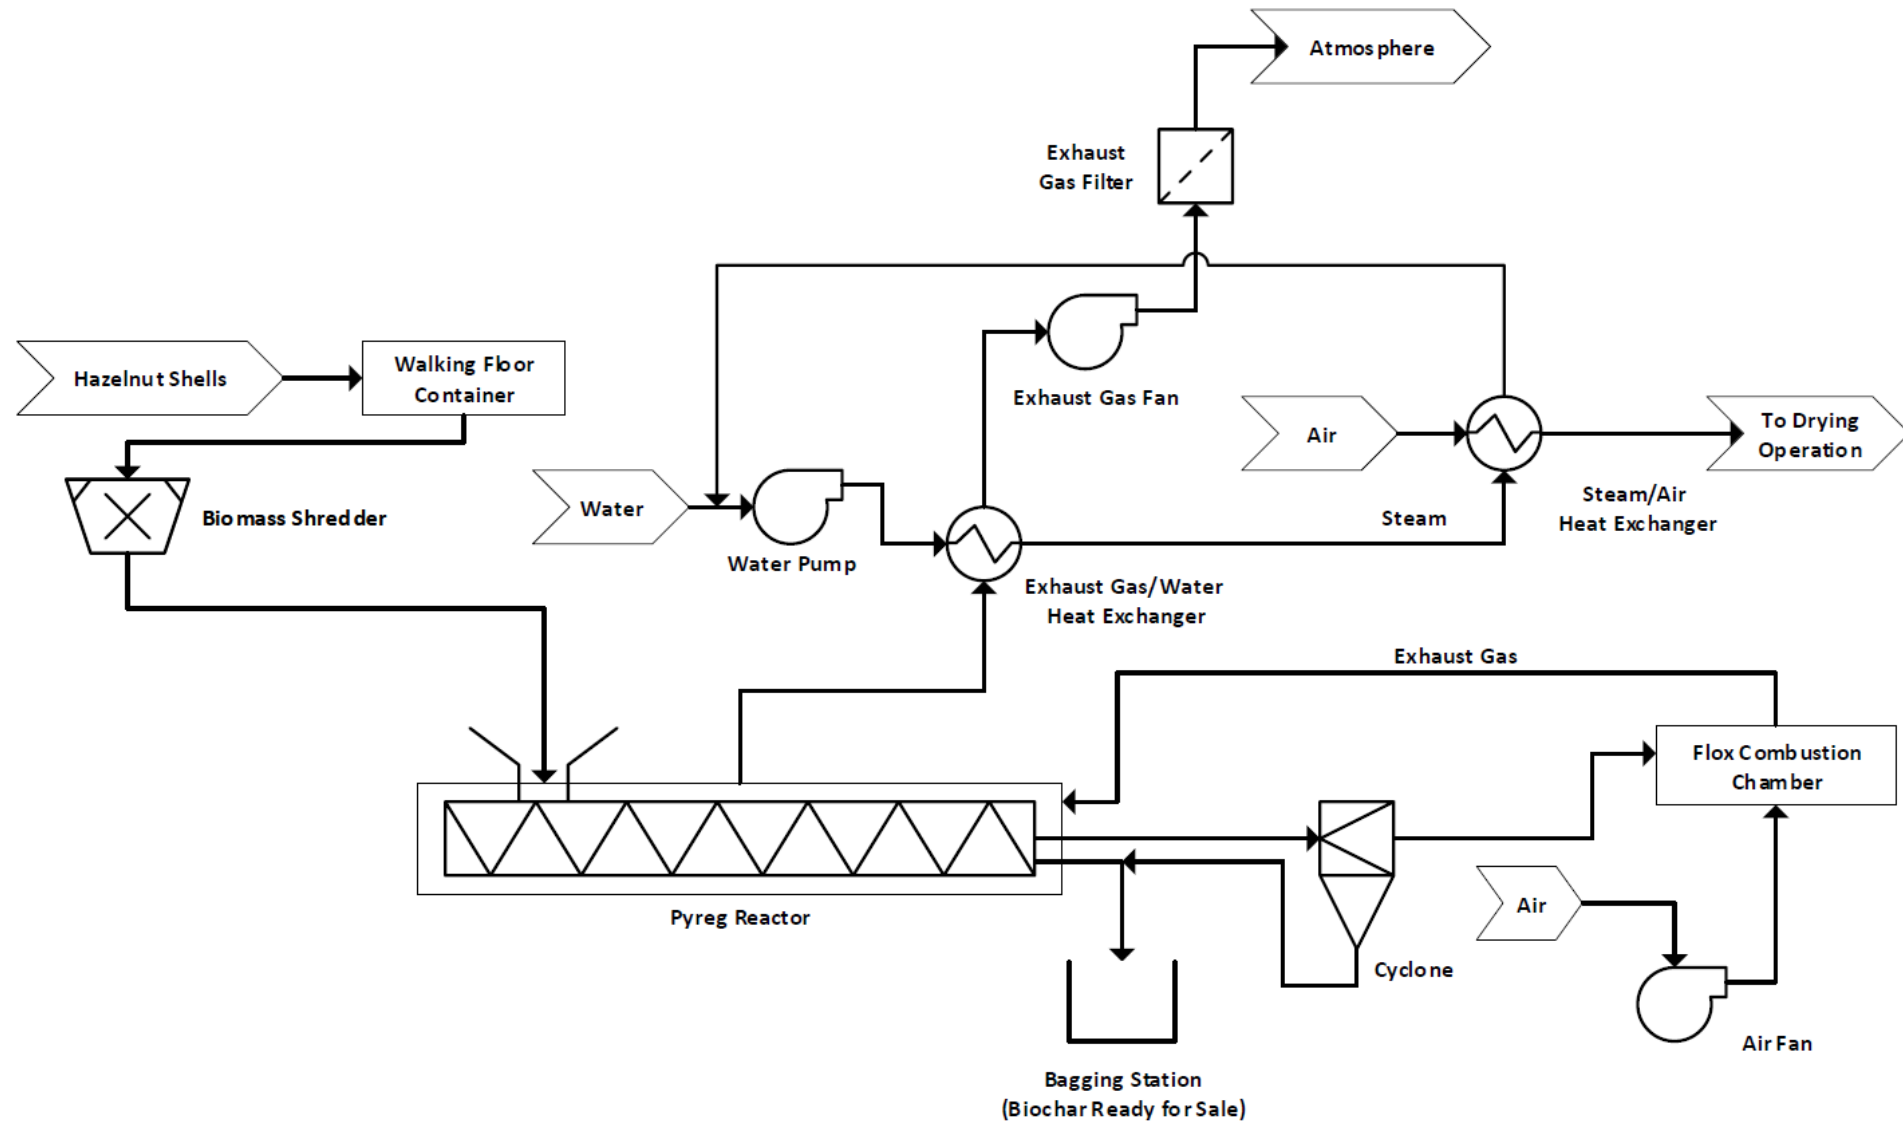 Atmosphere
Exhaust
Gas Filter
Hazelnut Shells
Walking Floor
Container
Exhaust Gas Fan
Air
To Drying
Operation
Biomass Shredder
Water
Water Pump
Steam
Steam/Air
Heat Exchanger
Exhaust Gas/Water
Heat Exchanger
Exhaust Gas
Flox Combustion
Chamber
Pyreg Reactor
Cyclone
Air
Air Fan
Bagging Station
(Biochar Ready for Sale)